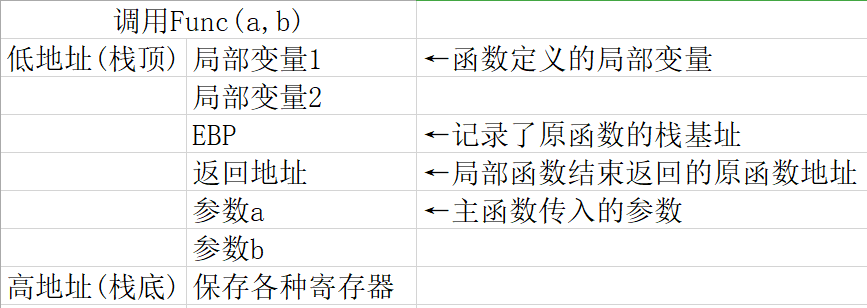 调用Func(a,b)
低地址(栈顶) 局部变量1 ←函数定义的局部变量
局部变量2
EBP ←记录了原函数的栈基址
返回地址 ←局部函数结束返回的原函数地址
参数a ←主函数传入的参数
参数b
高地址(栈底) 保存各种寄存器